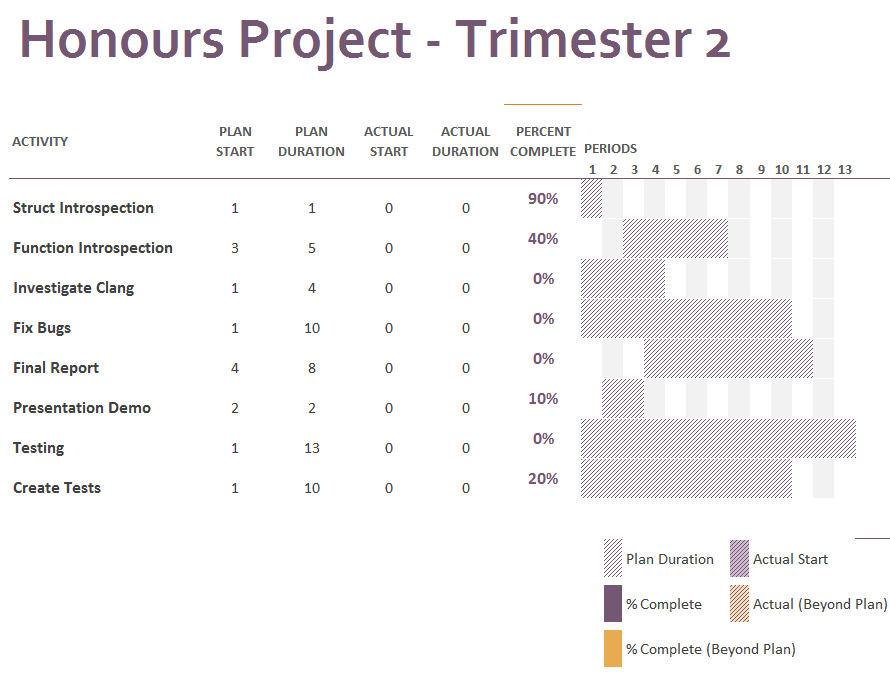 Honours Project - Trimester 2
ACTIVITY PLAN START PLAN DURATION ACTUAL START ACTUAL DURATION PERCENT COMPLETE PERIODS
1 2 3 4 5 6 7 8 9 10 11 12 13
Struct Introspection 1 1 0 0 90%
Function Introspection 3 5 0 0 40%
Investigate Clang 1 4 0 0 0%
Fix Bugs 1 10 0 0 0%
Final Report 4 8 0 0 0%
Presentation Demo 2 2 0 0 10%
Testing 1 13 0 0 0%
Create Tests 1 10 0 0 20%
Plan Duration Actual Start
% Complete Actual (Beyond Plan)
% Complete (Beyond Plan)